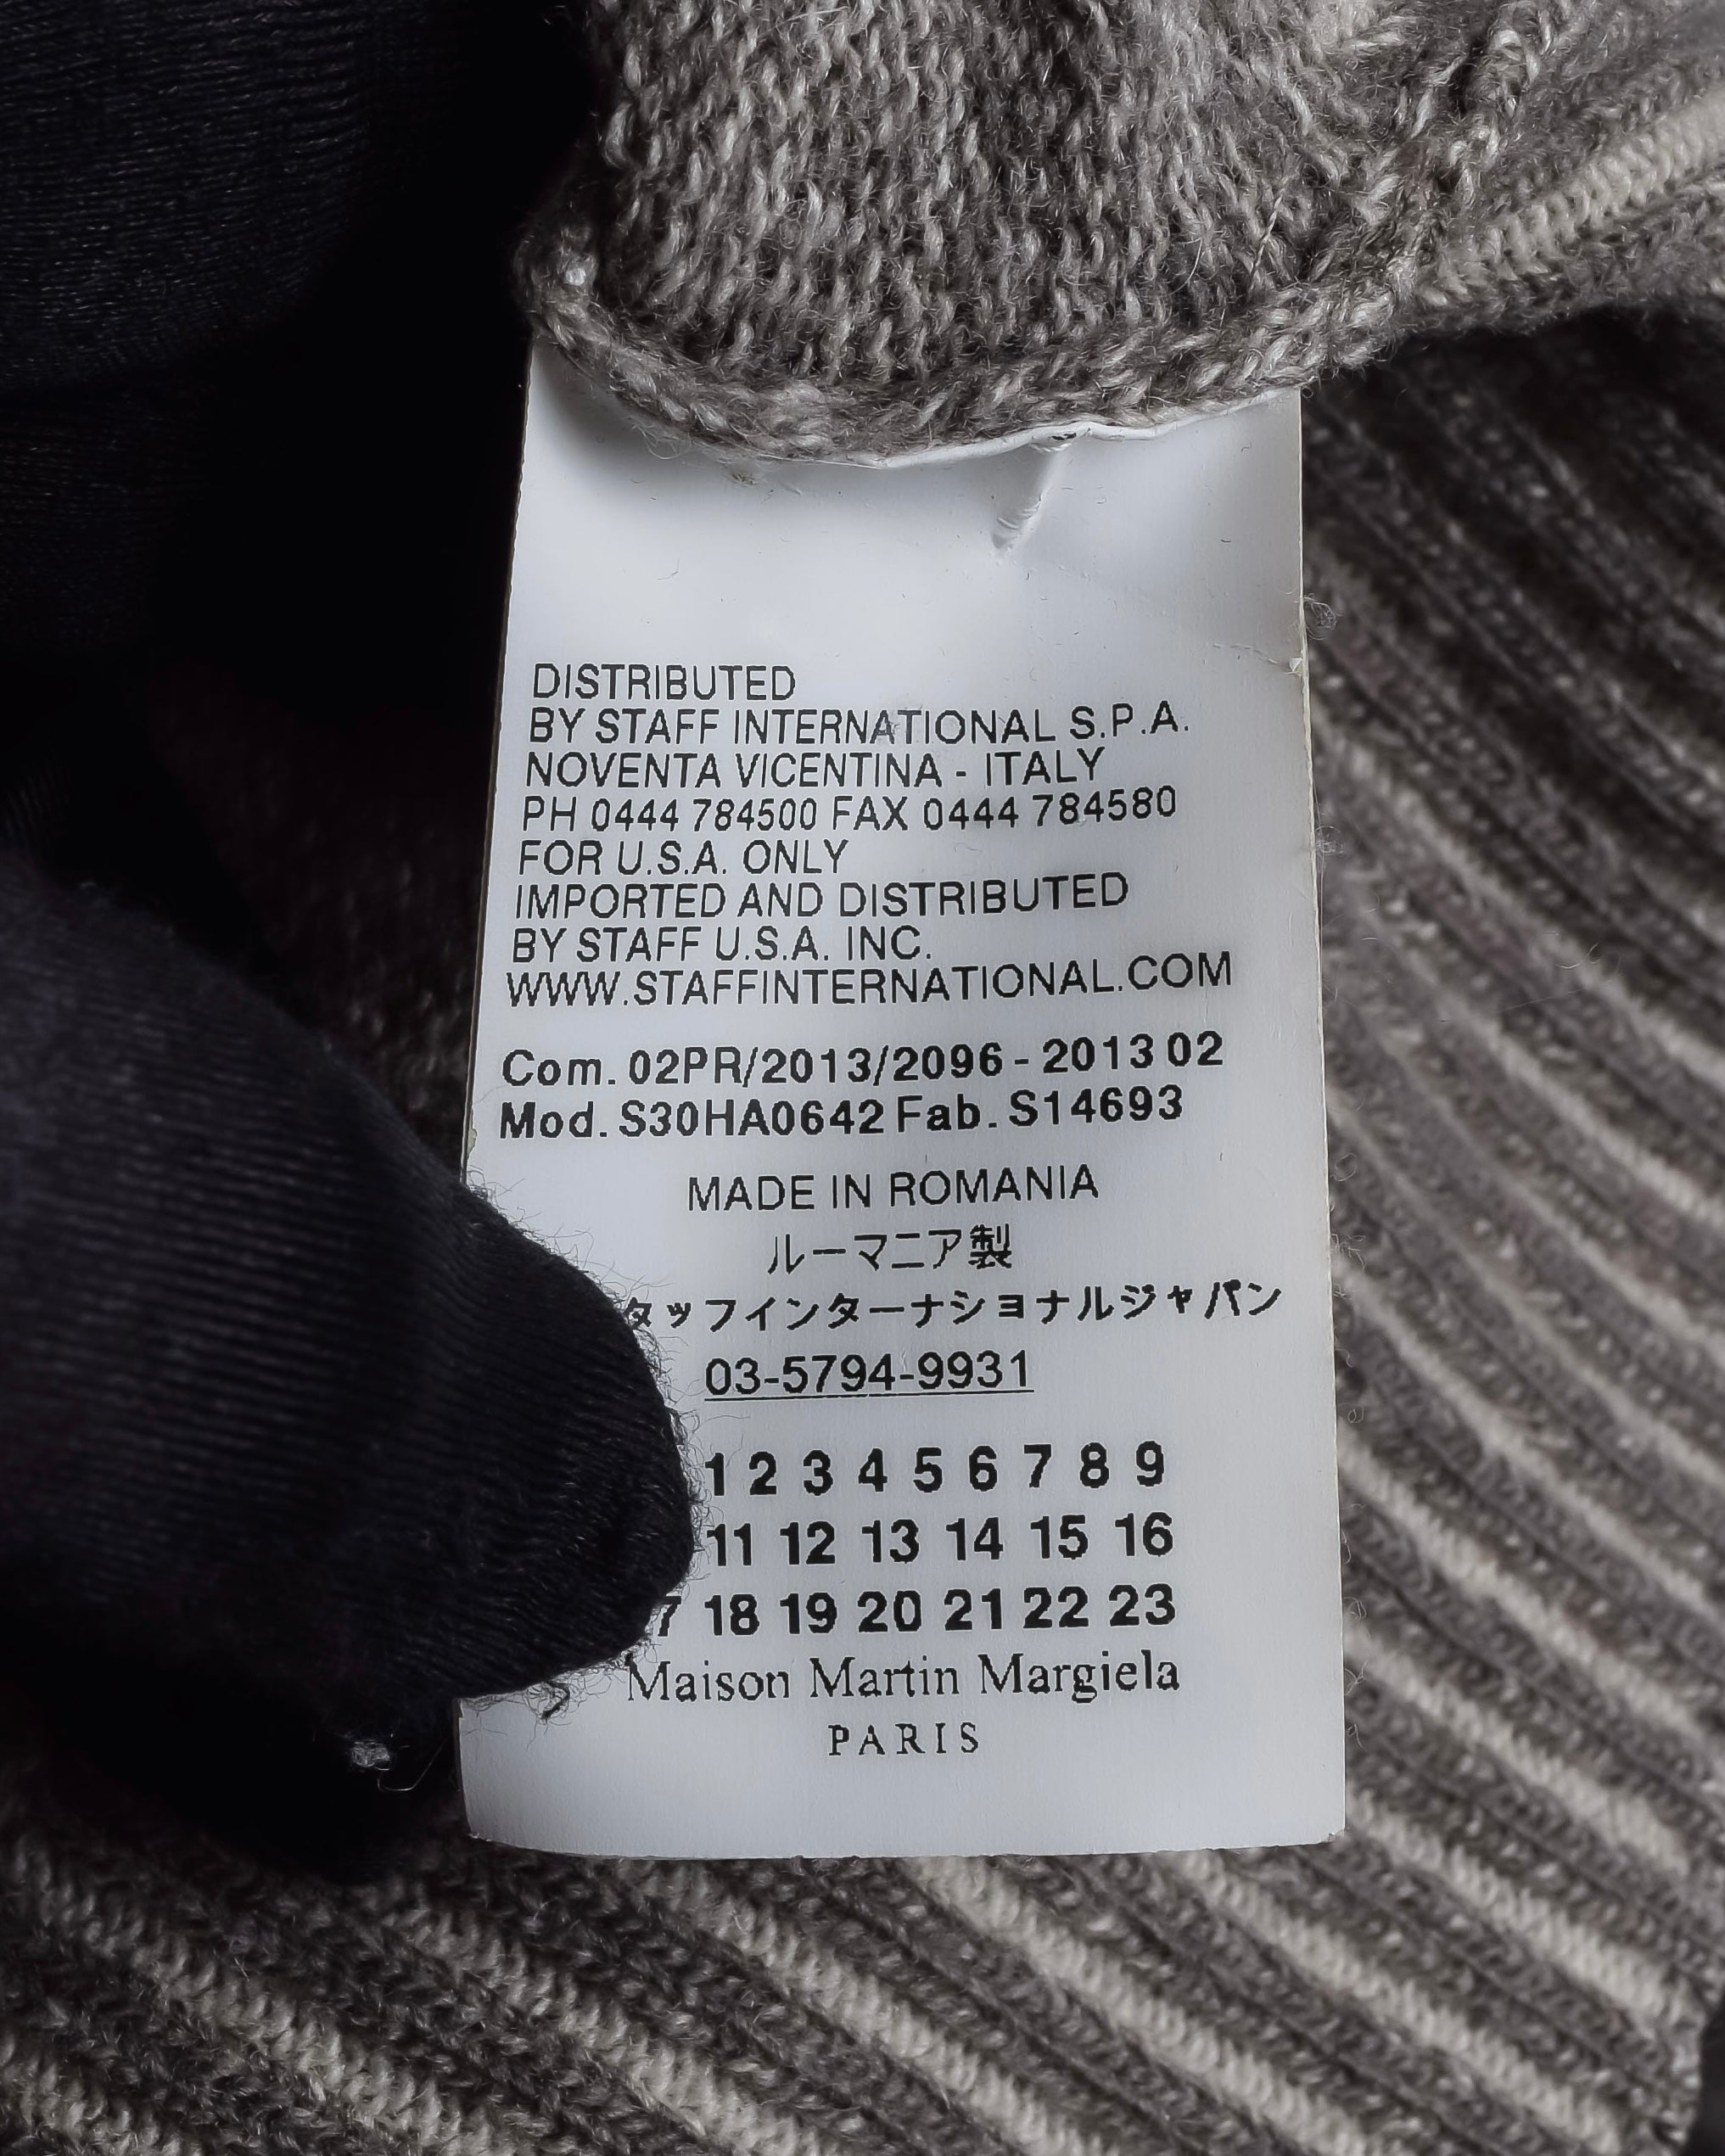 DISTRIBUTED
BY STAFF INTERNATIONAL S.P.A.
NOVENTA VICENTINA - ITALY
PH 0444 784500 FAX 0444 784580
FOR U.S.A. ONLY
IMPORTED AND DISTRIBUTED
BY STAFF U.S.A. INC.
WWW.STAFFINTERNATIONAL.COM
Com. 02PR/2013/2096 - 2013 02
Mod. S30HA0642 Fab. S14693
MADE IN ROMANIA
ルーマニア製
タッフインターナショナルジャパン
03-5794-9931
1 2 3 4 5 6 7 8 9
11 12 13 14 15 16
7 18 19 20 21 22 23
Maison Martin Margiela
PARIS